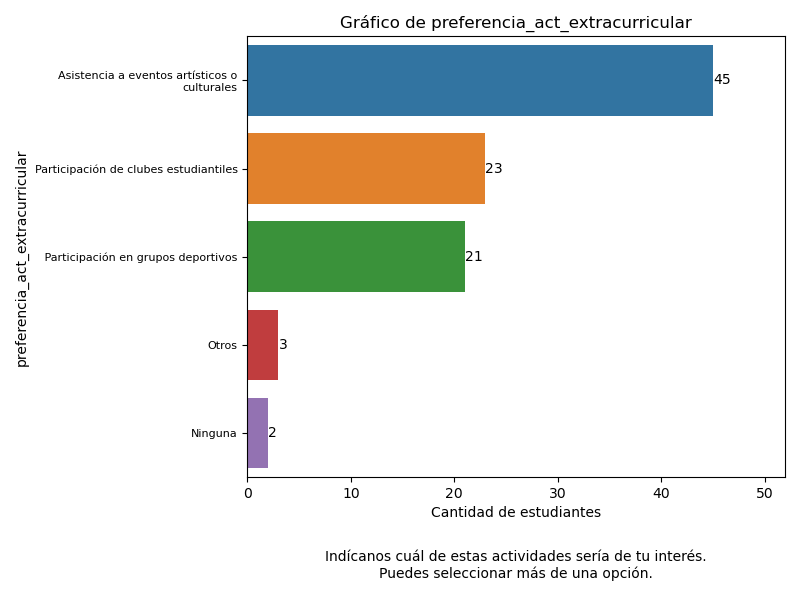 Gráfico de preferencia_act_extracurricular
Asistencia a eventos artísticos o
culturales
45
Participación de clubes estudiantiles
23
Participación en grupos deportivos
21
Otros
3
Ninguna
2
preferencia_act_extracurricular
0 10 20 30 40 50
Cantidad de estudiantes
Indícanos cuál de estas actividades sería de tu interés.
Puedes seleccionar más de una opción.